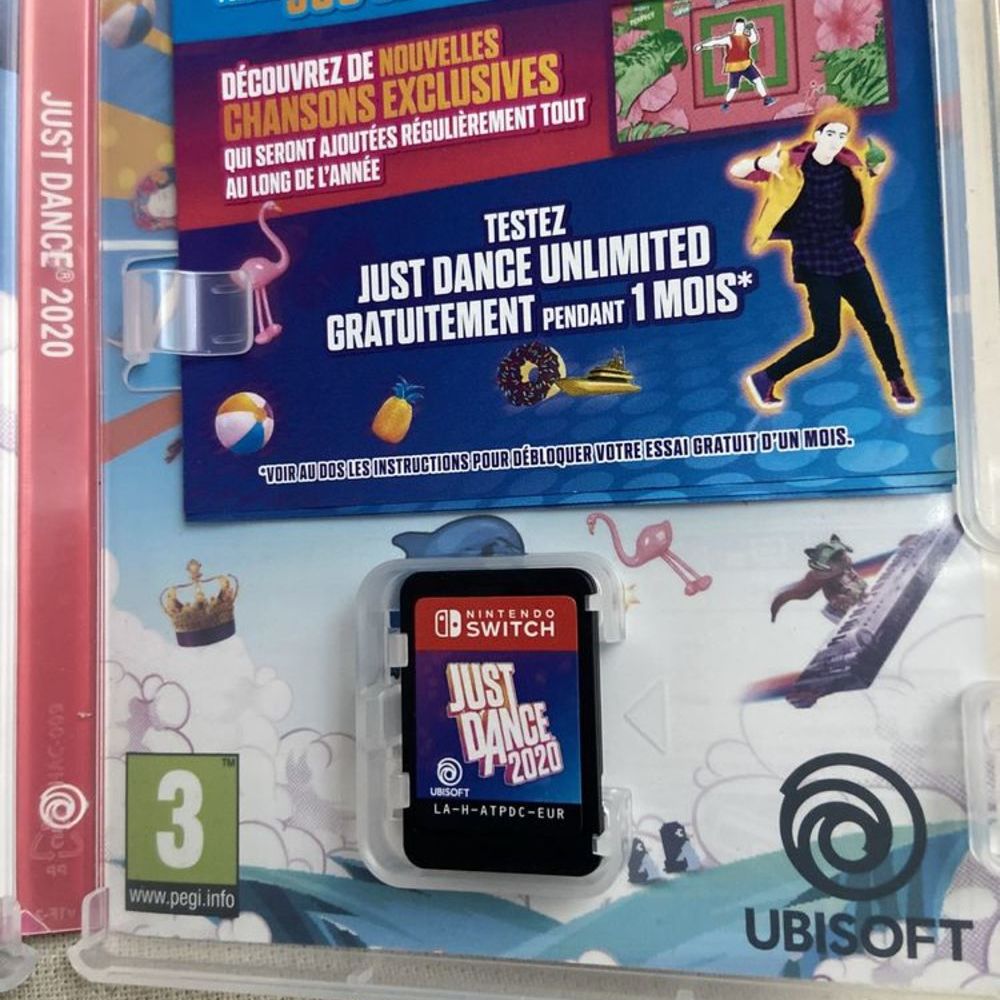 DÉCOUVREZ DE NOUVELLES
CHANSONS EXCLUSIVES
QUI SERONT AJOUTÉES RÉGULIÈREMENT TOUT
AU LONG DE L'ANNÉE
TESTEZ
JUST DANCE UNLIMITED
GRATUITEMENT PENDANT 1 MOIS*
*VOIR AU DOS LES INSTRUCTIONS POUR DÉBLOQUER VOTRE ESSAI GRATUIT D'UN MOIS.
JUST DANCE® 2020
NINTENDO
SWITCH
JUST
DANCE
2020
UBISOFT
LA-H-ATPDC-EUR
3
TM
www.pegi.info
UBISOFT